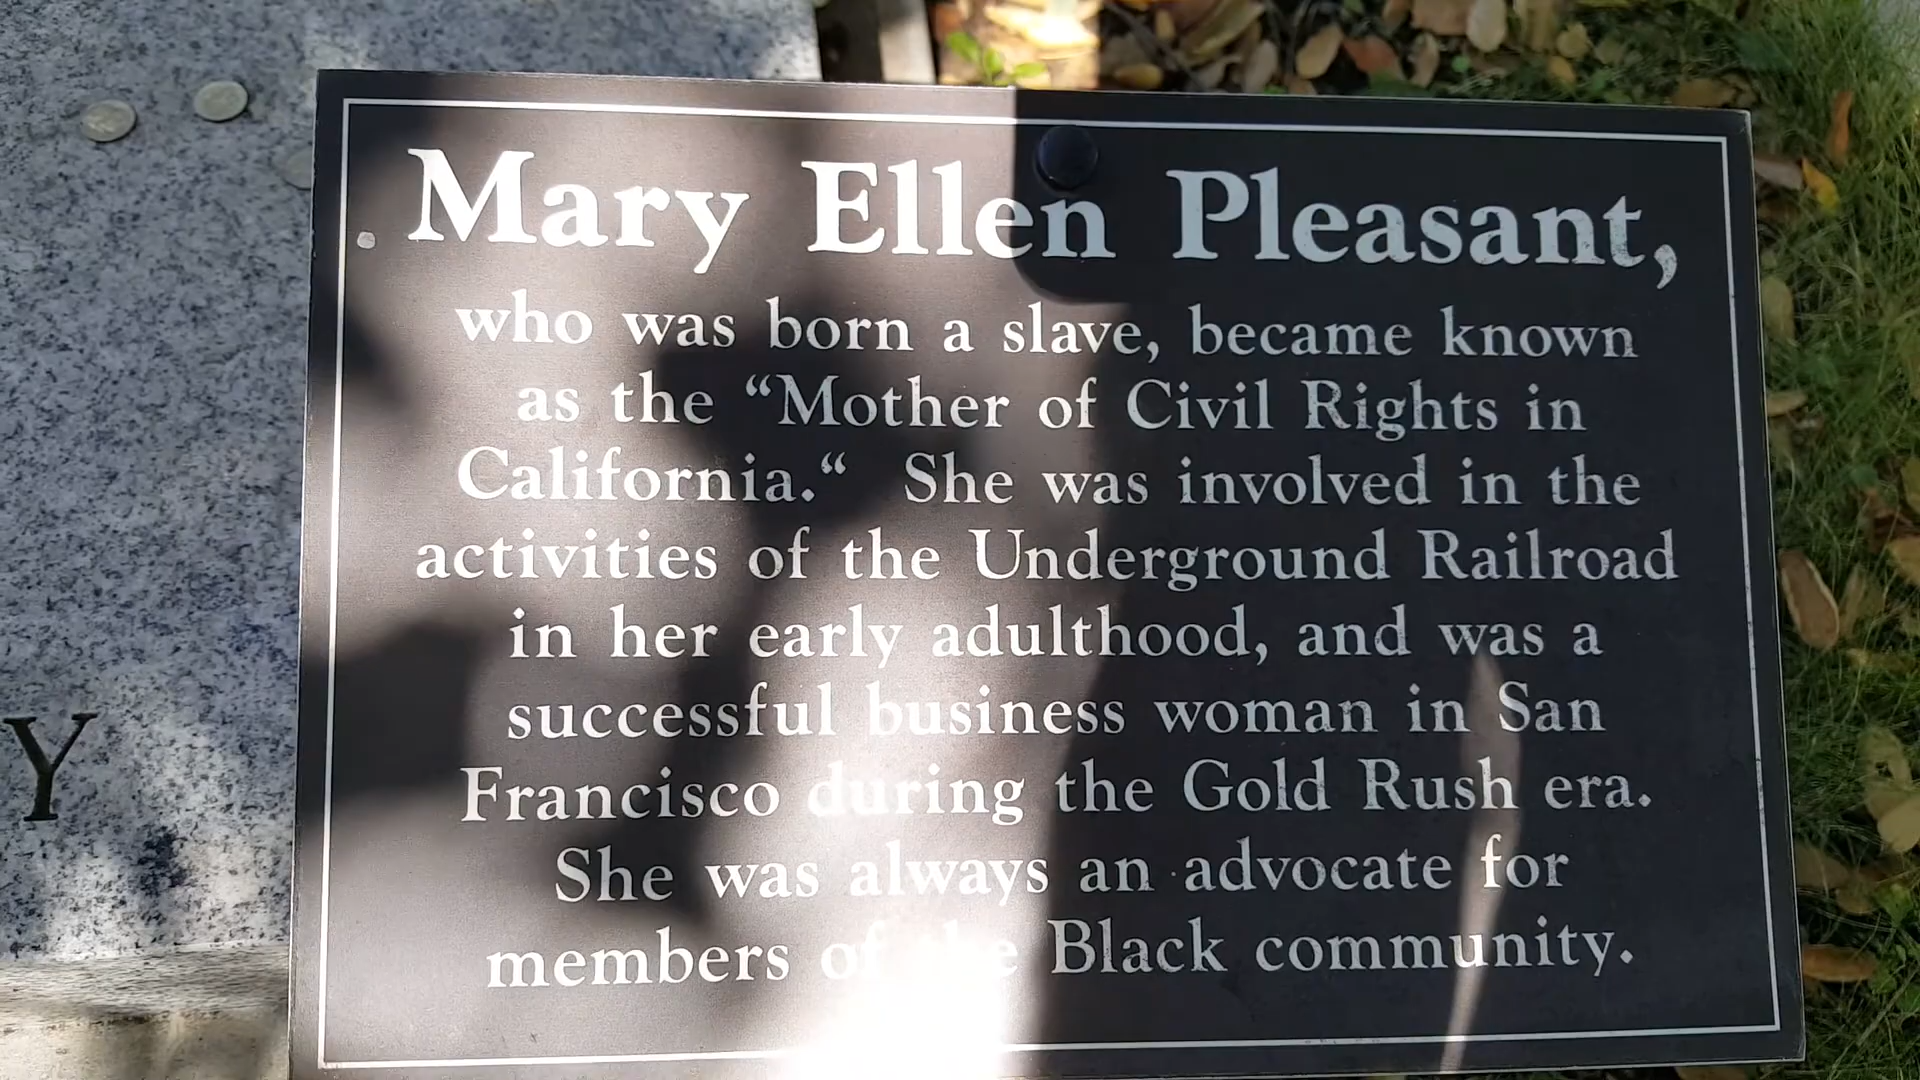 Mary Ellen Pleasant,
who was born a slave, became known
as the “Mother of Civil Rights in
California.“ She was involved in the
activities of the Underground Railroad
in her early adulthood, and was a
successful business woman in San
Francisco during the Gold Rush era.
She was always an advocate for
members of the Black community.
Y